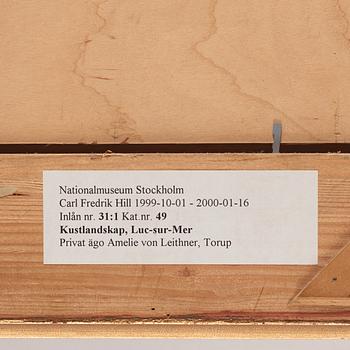 Nationalmuseum Stockholm
Carl Fredrik Hill 1999-10-01 - 2000-01-16
Inlån nr. 31:1 Kat.nr. 49
Kustlandskap, Luc-sur-Mer
Privat ägo Amelie von Leithner, Torup